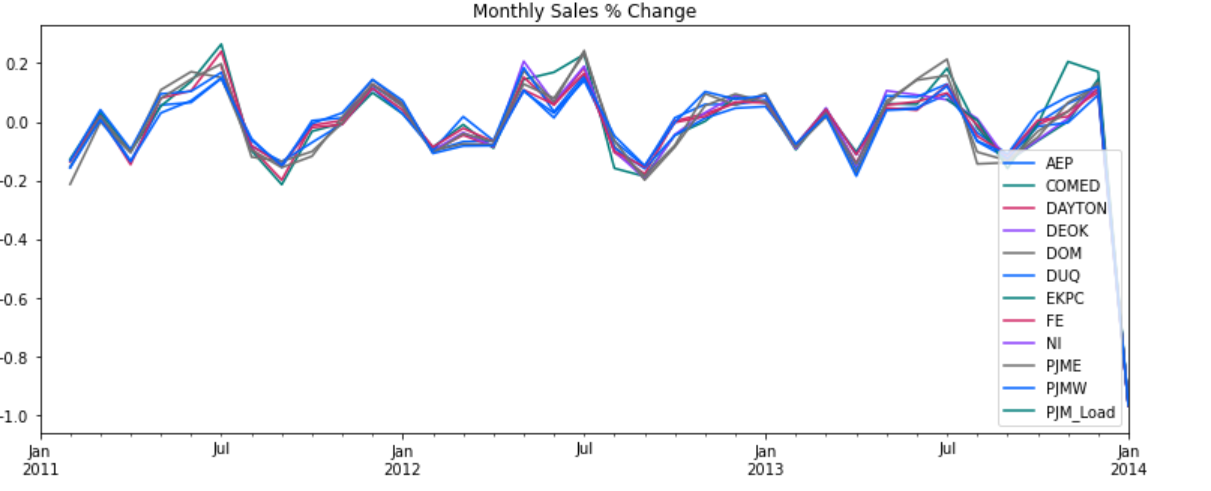 Monthly Sales % Change
0.2
0.0
-0.2
-0.4
-0.6
-0.8
-1.0
AEP
COMED
DAYTON
DEOK
DOM
DUQ
EKPC
FE
NI
PJME
PJMW
PJM_Load
Jan Jul Jan Jul Jan Jul Jan
2011 2012 2013 2014